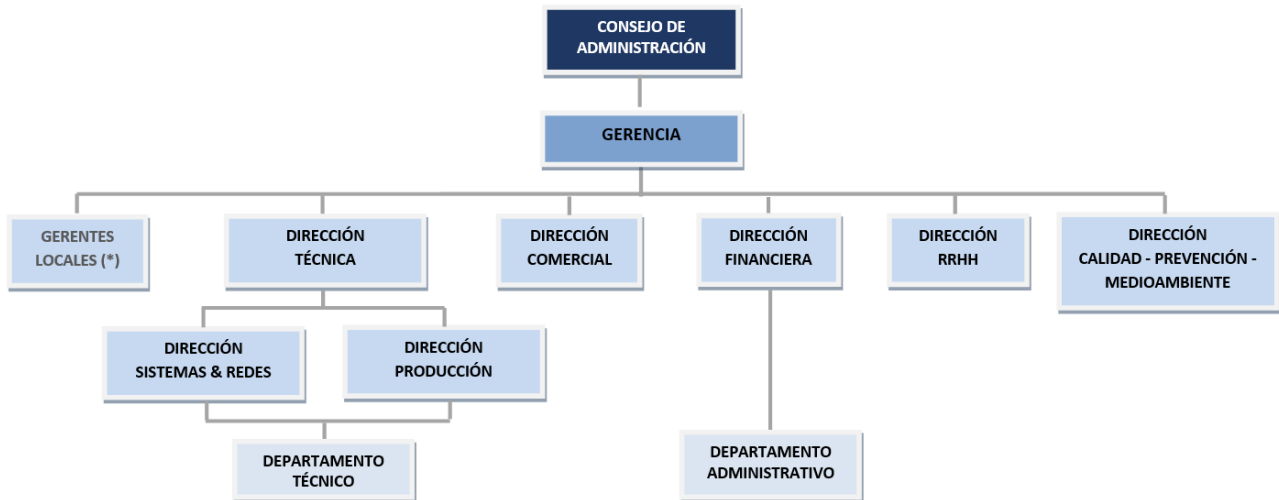 CONSEJO DE
ADMINISTRACIÓN
GERENCIA
GERENTES
LOCALES (*)
DIRECCIÓN
TÉCNICA
DIRECCIÓN
COMERCIAL
DIRECCIÓN
FINANCIERA
DIRECCIÓN
RRHH
DIRECCIÓN
CALIDAD - PREVENCIÓN -
MEDIOAMBIENTE
DIRECCIÓN
SISTEMAS & REDES
DIRECCIÓN
PRODUCCIÓN
DEPARTAMENTO
TÉCNICO
DEPARTAMENTO
ADMINISTRATIVO